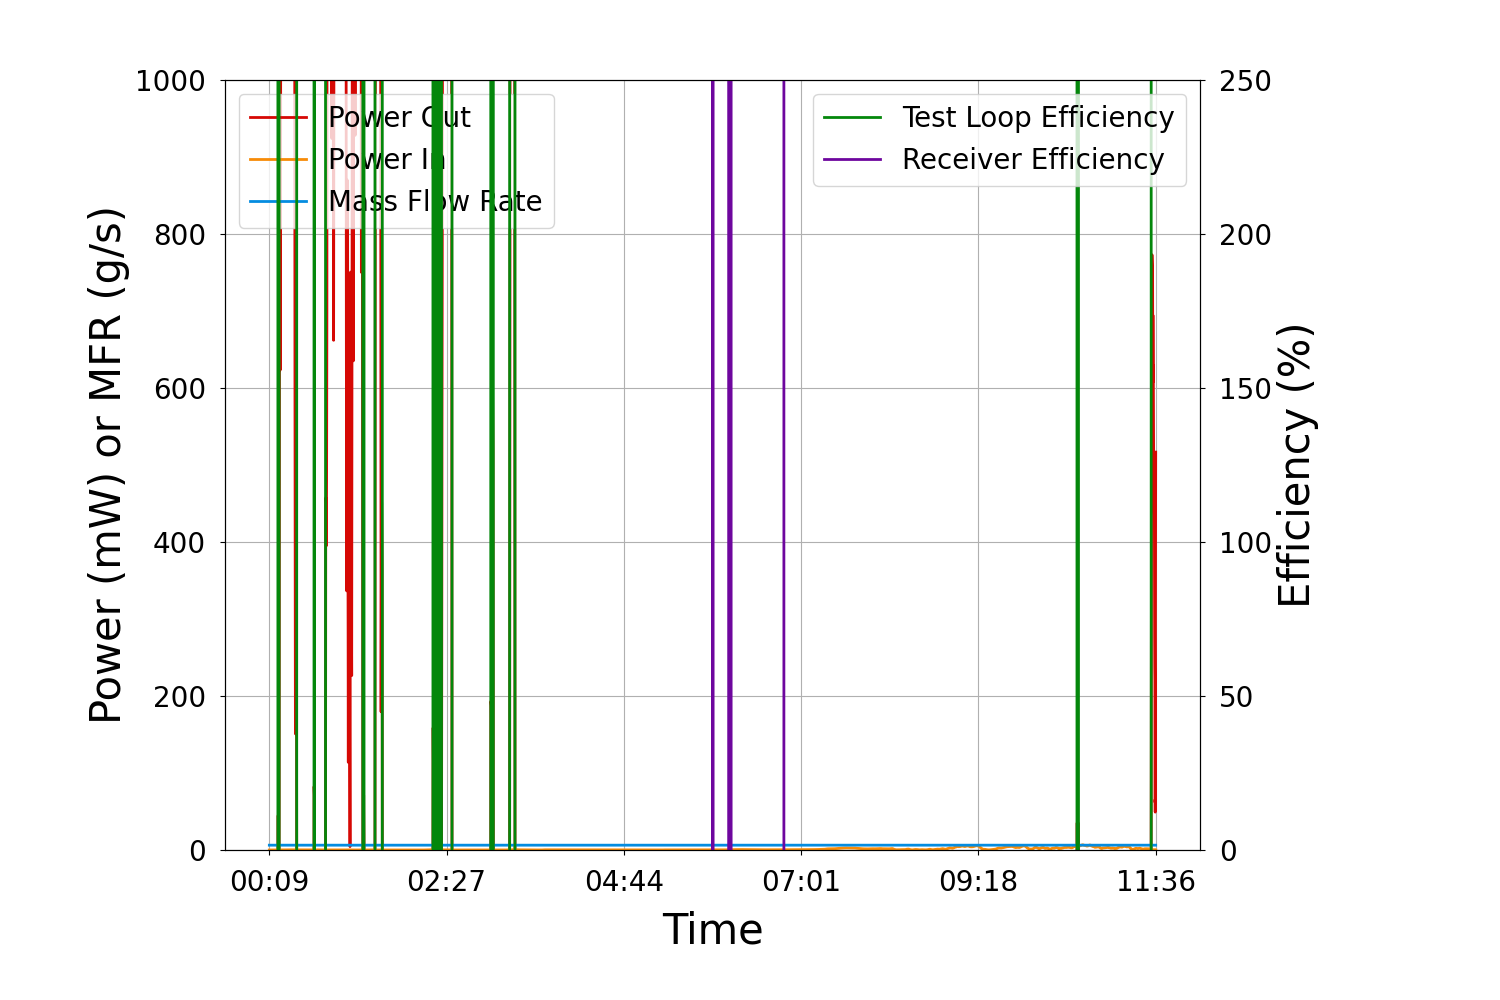 1000
800
600
400
200
0
Power (mW) or MFR (g/s)
Power Out
Power In
Mass Flow Rate
Test Loop Efficiency
Receiver Efficiency
250
200
150
100
50
0
Efficiency (%)
00:09 02:27 04:44 07:01 09:18 11:36
Time